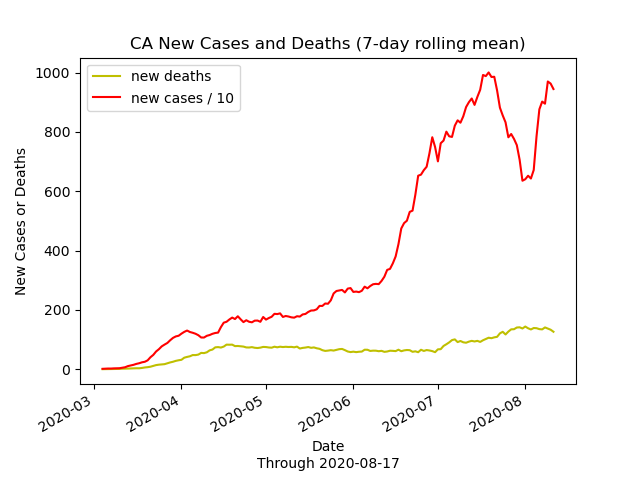 CA New Cases and Deaths (7-day rolling mean)
new deaths
new cases / 10
1000
800
600
400
200
0
New Cases or Deaths
2020-03
2020-04
2020-05
2020-06
2020-07
2020-08
Date
Through 2020-08-17